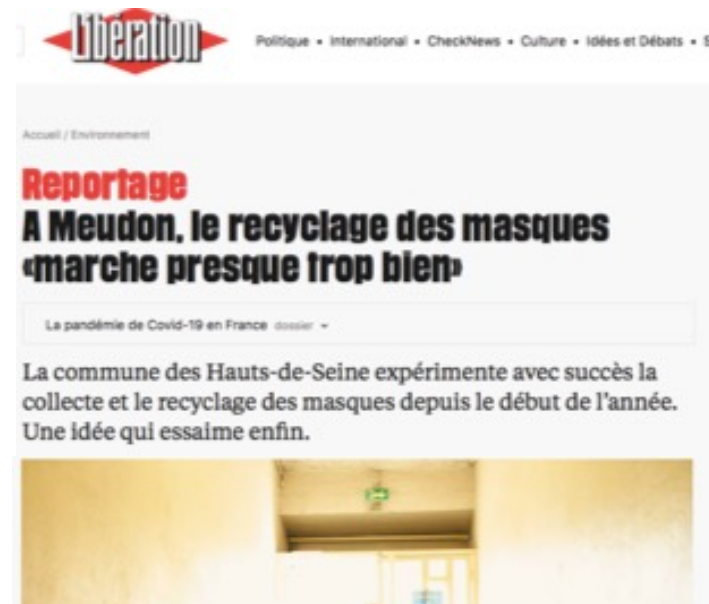 Libération
Politique • International • CheckNews • Culture • Idées et Débats • S
Accueil / Environnement
Reportage
A Meudon, le recyclage des masques
«marche presque trop bien»
La pandémie de Covid-19 en France dossier
La commune des Hauts-de-Seine expérimente avec succès la
collecte et le recyclage des masques depuis le début de l'année.
Une idée qui essaime enfin.